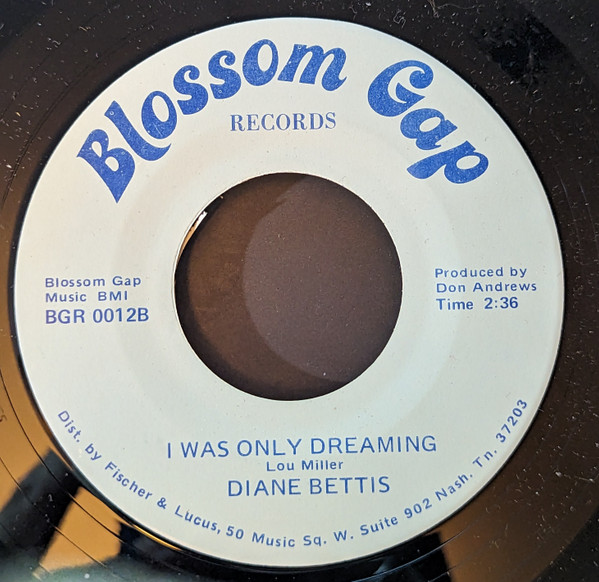 Blossom Gap
RECORDS
Blossom Gap
Music BMI
BGR 0012B
Produced by
Don Andrews
Time 2:36
I WAS ONLY DREAMING
Lou Miller
DIANE BETTIS
Dist. by Fischer & Lucus, 50 Music Sq. W. Suite 902 Nash. Tn. 37203